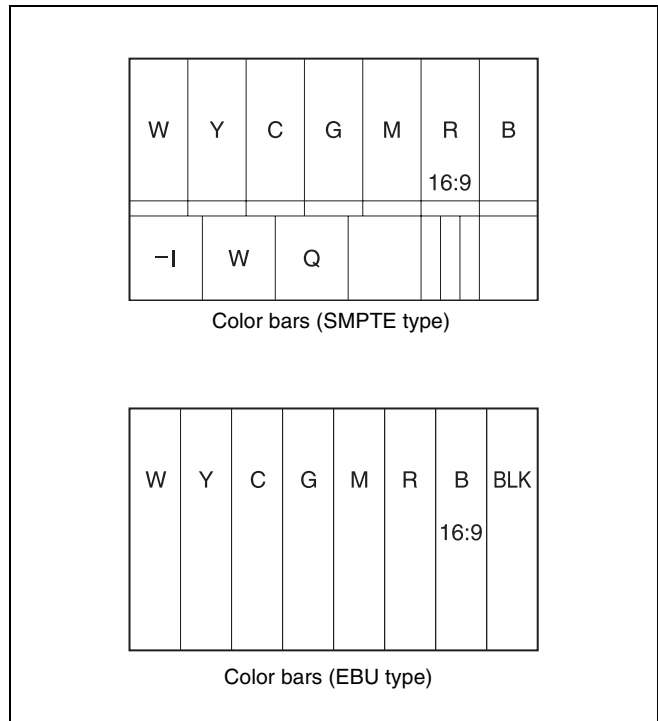 W Y C G M R B
16:9
−I W Q
Color bars (SMPTE type)
W Y C G M R B BLK
16:9
Color bars (EBU type)